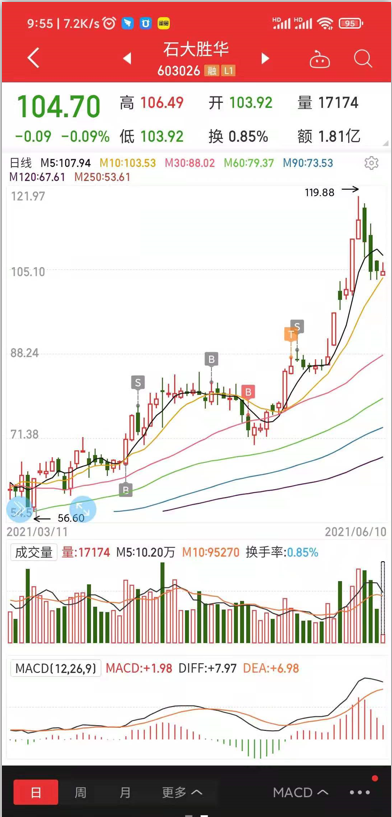 9:55 | 7.2K/s HD HD 95
石大胜华
603026 融 L1
104.70 高 106.49 开 103.92 量 17174
-0.09 -0.09% 低 103.92 换 0.85% 额 1.81亿
日线 M5:107.94 M10:103.53 M30:88.02 M60:79.37 M90:73.53
M120:67.61 M250:53.61
121.97
119.88
105.10
88.24
S
T
B
S
B
71.38
B
56.60
2021/03/11 2021/06/10
成交量 量:17174 M5:10.20万 M10:95270 换手率:0.85%
MACD(12,26,9) MACD:+1.98 DIFF:+7.97 DEA:+6.98
日 周 月 更多 MACD